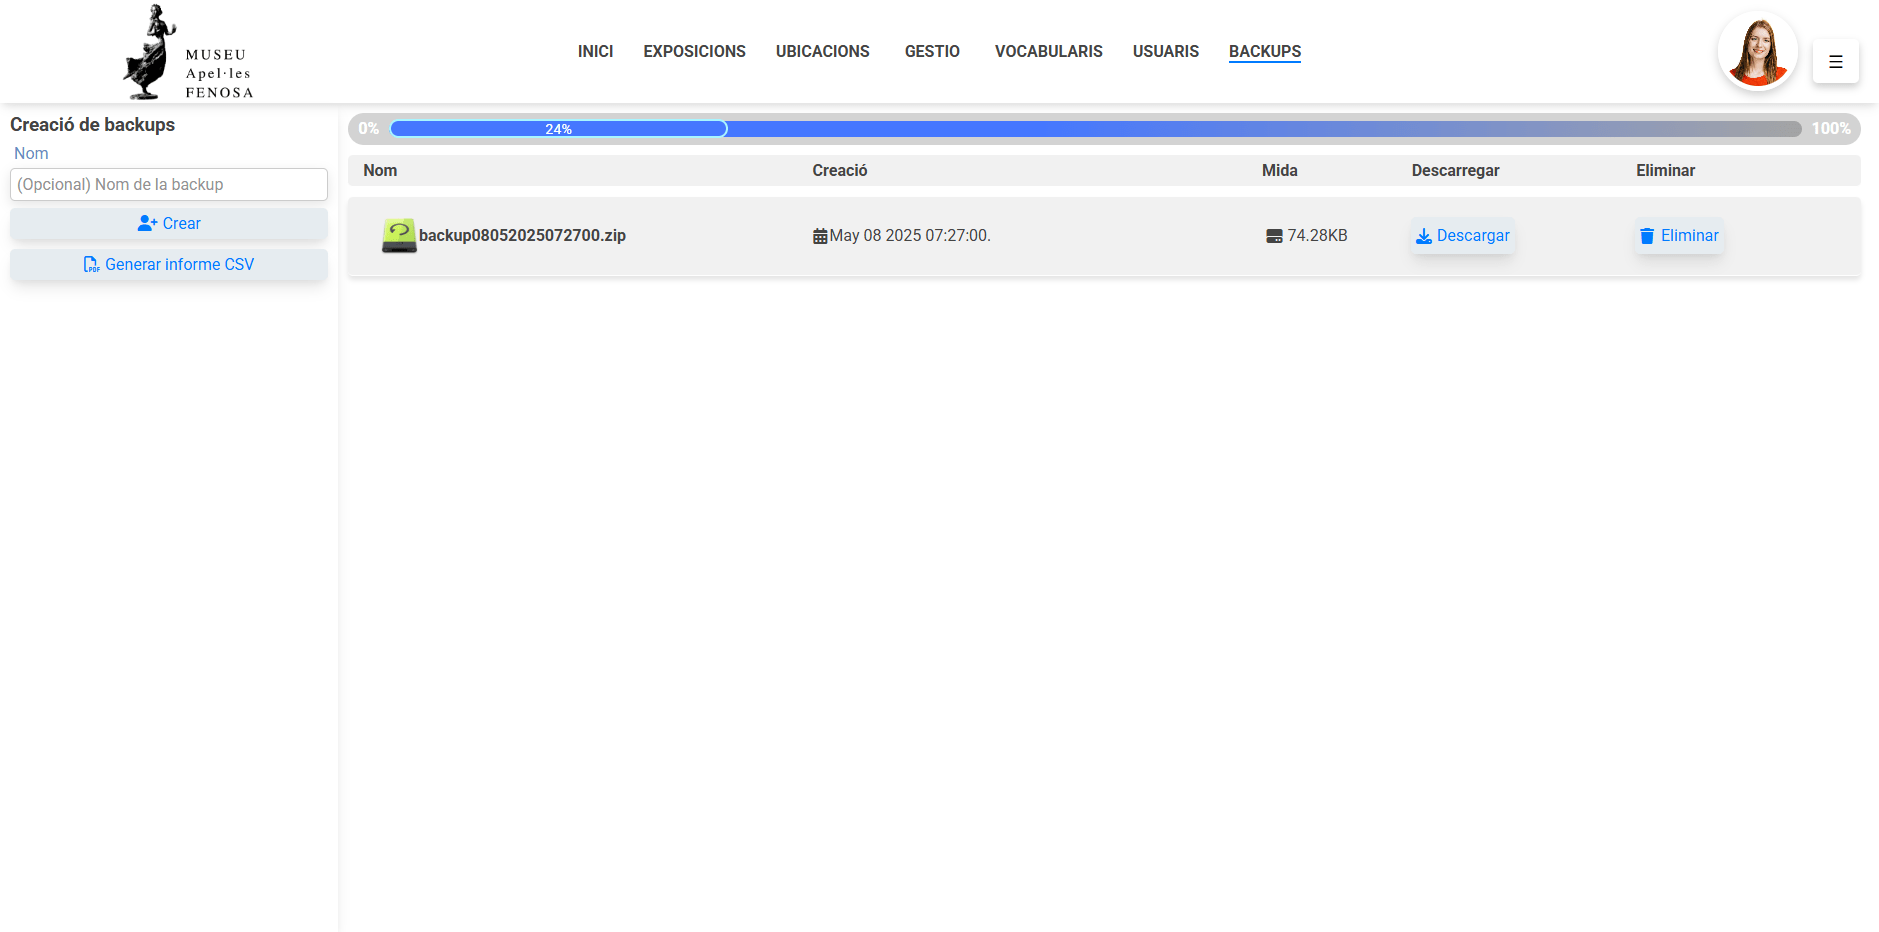 MUSEU
Apel·les
FENOSA
INICI EXPOSICIONS UBICACIONS GESTIO VOCABULARIS USUARIS BACKUPS
Creació de backups
Nom
(Opcional) Nom de la backup
Crear
Generar informe CSV
0% 24% 100%
Nom Creació Mida Descarregar Eliminar
backup08052025072700.zip May 08 2025 07:27:00. 74.28KB Descargar Eliminar